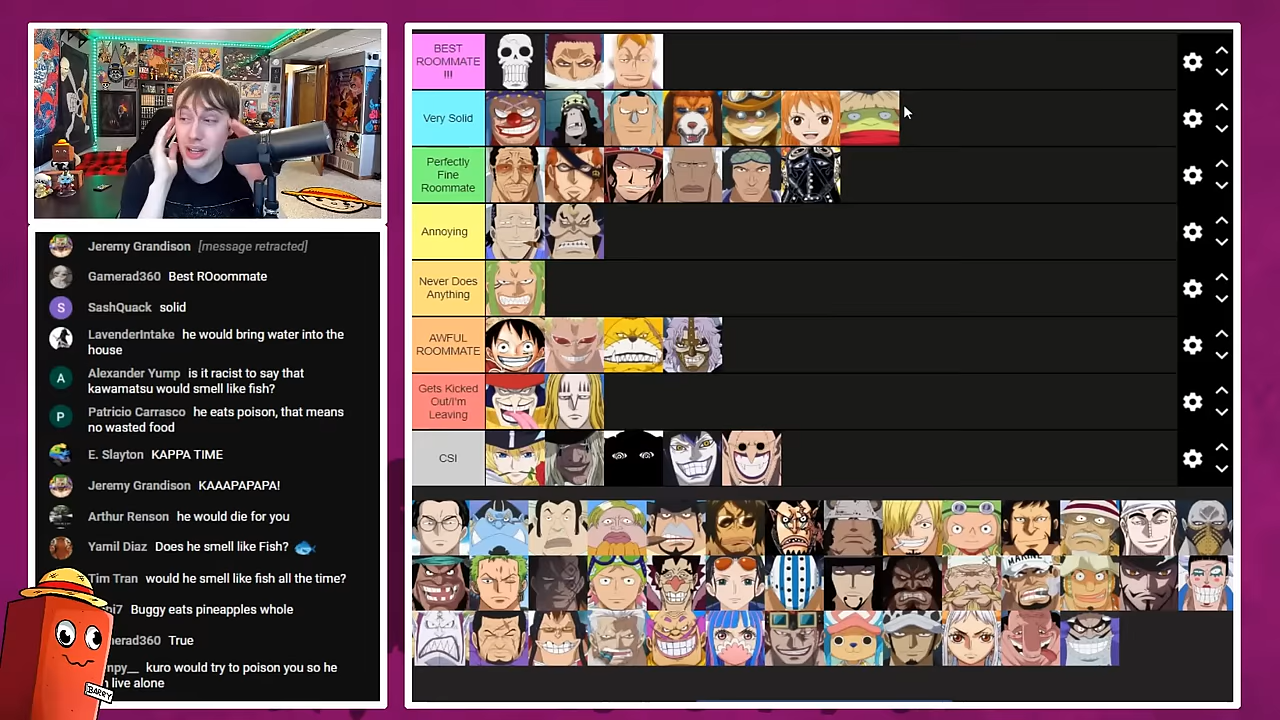 Jeremy Grandison [message retracted]
Gamerad360 Best ROoommate
SashQuack solid
LavenderIntake he would bring water into the
house
Alexander Yump is it racist to say that
kawamatsu would smell like fish?
Patricio Carrasco he eats poison, that means
no wasted food
E. Slayton KAPPA TIME
Jeremy Grandison KAAAPAPAPA!
Arthur Renson he would die for you
Yamil Diaz Does he smell like Fish?
Tim Tran would he smell like fish all the time?
Buggy eats pineapples whole
True
kuro would try to poison you so he
live alone
BARRY
S
A
P
BEST
ROOMMATE
!!!
Very Solid
Perfectly
Fine
Roommate
Annoying
Never Does
Anything
AWFUL
ROOMMATE
Gets Kicked
Out/I'm
Leaving
CSI
MARINE